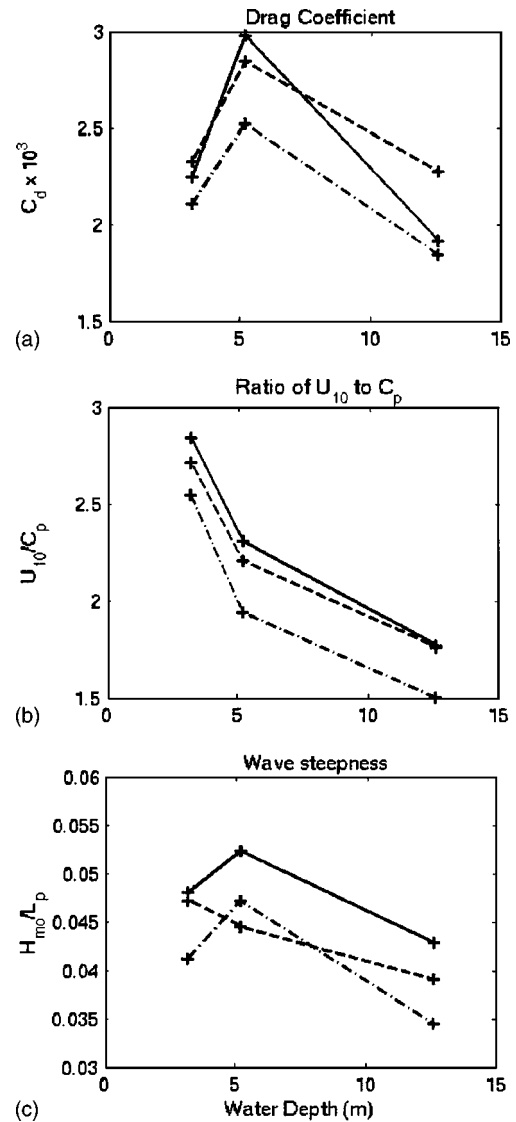 Drag Coefficient
3
2.5
2
1.5
C_d × 10^3
0
5
10
15
(a)
Ratio of U_10 to C_p
3
2.5
2
1.5
U_10/C_p
0
5
10
15
(b)
Wave steepness
0.06
0.055
0.05
0.045
0.04
0.035
0.03
H_mo/L_p
0
5
10
15
Water Depth (m)
(c)